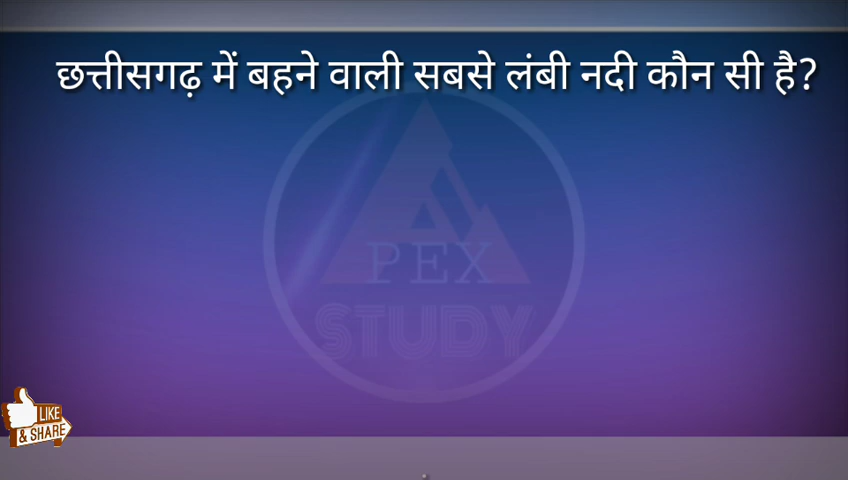 छत्तीसगढ़ में बहने वाली सबसे लंबी नदी कौन सी है?
PEX
STUDY
LIKE
& SHARE